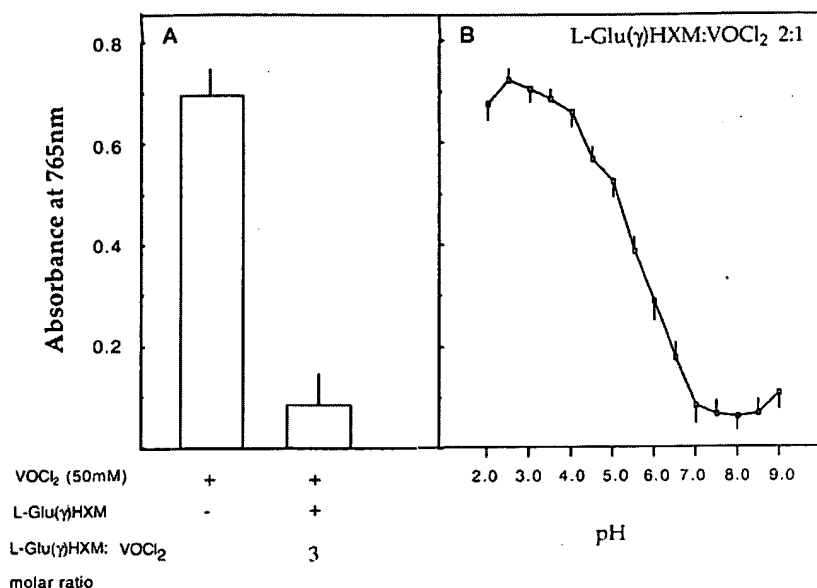 A
B
L-Glu(γ)HXM:VOCl₂ 2:1
Absorbance at 765nm
0.8
0.6
0.4
0.2
2.0 3.0 4.0 5.0 6.0 7.0 8.0 9.0
pH
VOCl₂ (50mM) + +
L-Glu(γ)HXM - +
L-Glu(γ)HXM: VOCl₂ 3
molar ratio